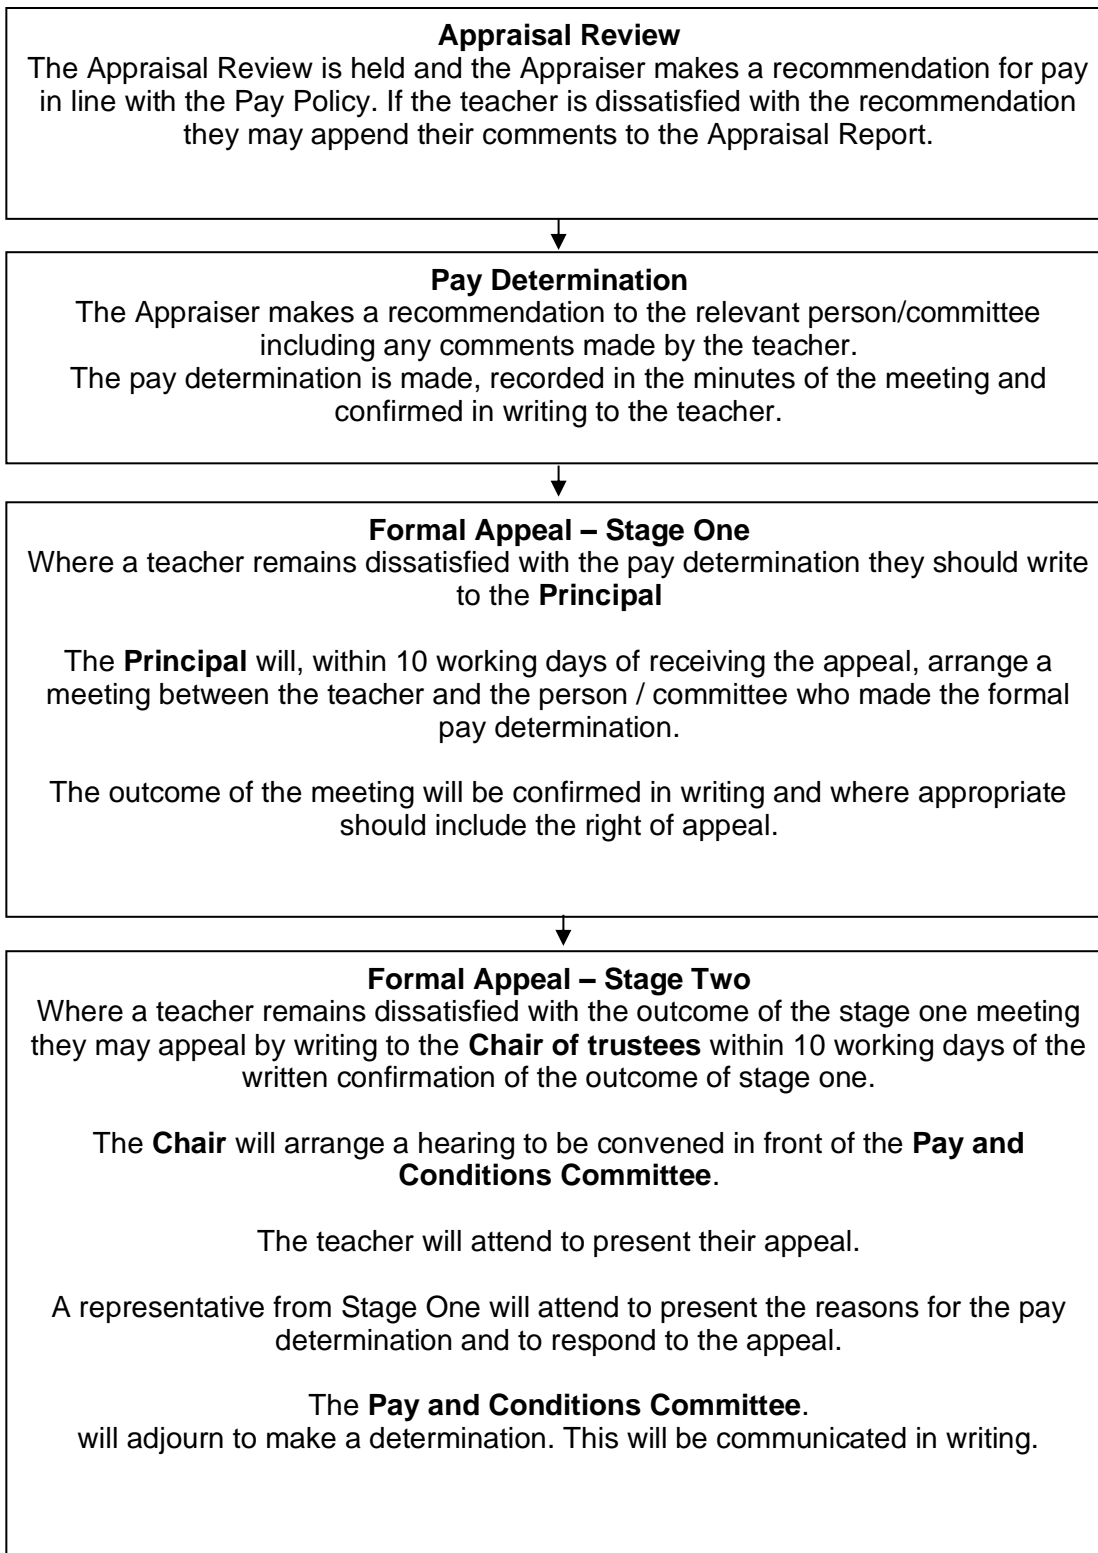 Appraisal Review
The Appraisal Review is held and the Appraiser makes a recommendation for pay
in line with the Pay Policy. If the teacher is dissatisfied with the recommendation
they may append their comments to the Appraisal Report.
Pay Determination
The Appraiser makes a recommendation to the relevant person/committee
including any comments made by the teacher.
The pay determination is made, recorded in the minutes of the meeting and
confirmed in writing to the teacher.
Formal Appeal – Stage One
Where a teacher remains dissatisfied with the pay determination they should write
to the Principal
The Principal will, within 10 working days of receiving the appeal, arrange a
meeting between the teacher and the person / committee who made the formal
pay determination.
The outcome of the meeting will be confirmed in writing and where appropriate
should include the right of appeal.
Formal Appeal – Stage Two
Where a teacher remains dissatisfied with the outcome of the stage one meeting
they may appeal by writing to the Chair of trustees within 10 working days of the
written confirmation of the outcome of stage one.
The Chair will arrange a hearing to be convened in front of the Pay and
Conditions Committee.
The teacher will attend to present their appeal.
A representative from Stage One will attend to present the reasons for the pay
determination and to respond to the appeal.
The Pay and Conditions Committee.
will adjourn to make a determination. This will be communicated in writing.